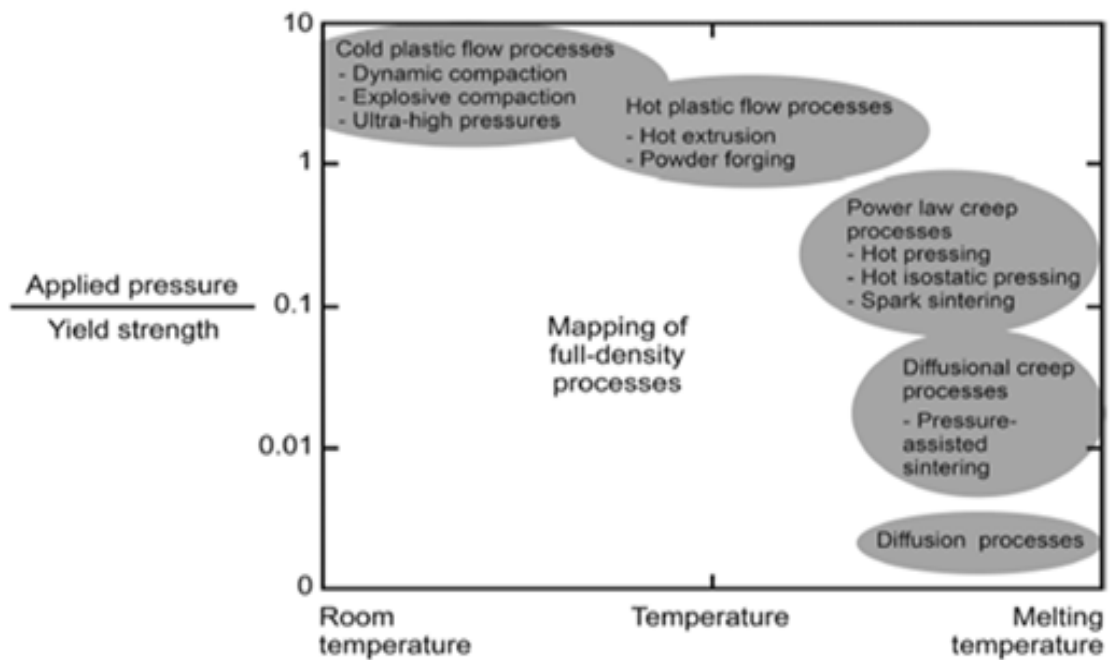 10
Cold plastic flow processes
- Dynamic compaction
- Explosive compaction
- Ultra-high pressures
Hot plastic flow processes
- Hot extrusion
- Powder forging
1
Power law creep
processes
- Hot pressing
- Hot isostatic pressing
- Spark sintering
Applied pressure
Yield strength
0.1
Mapping of
full-density
processes
Diffusional creep
processes
- Pressure-
assisted
sintering
0.01
Diffusion processes
0
Room
temperature
Temperature
Melting
temperature